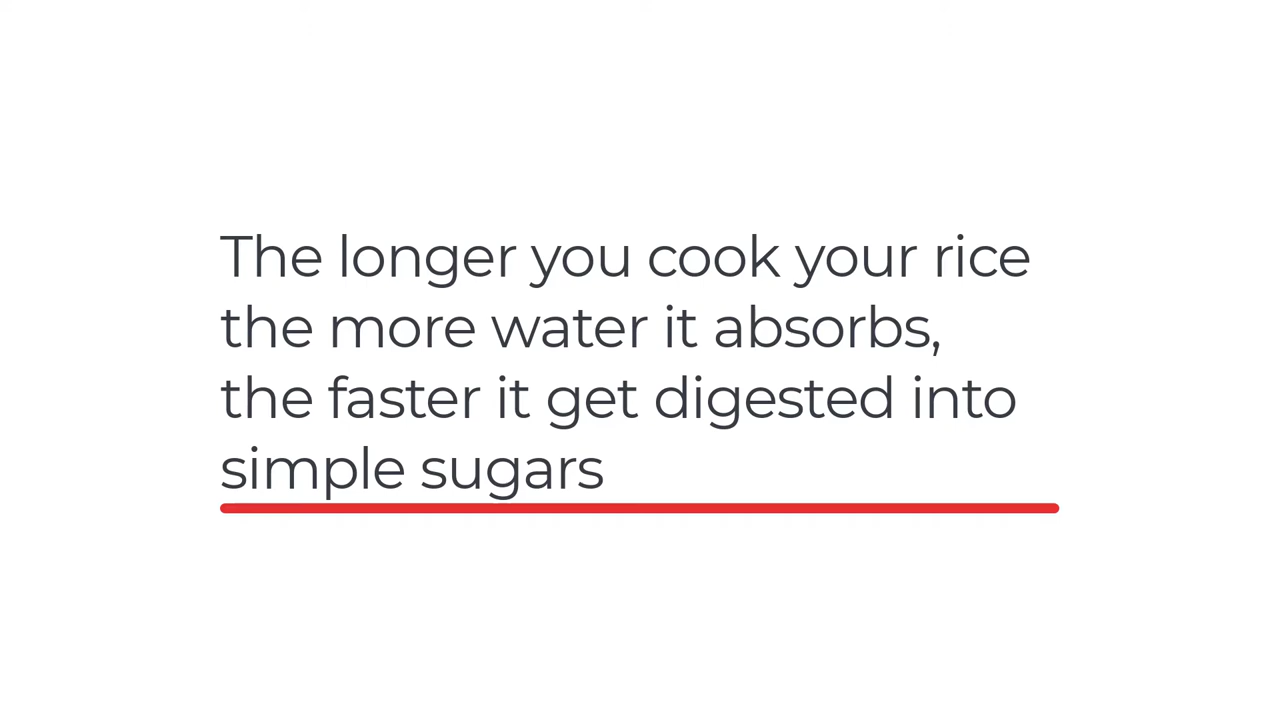 The longer you cook your rice
the more water it absorbs,
the faster it get digested into
simple sugars